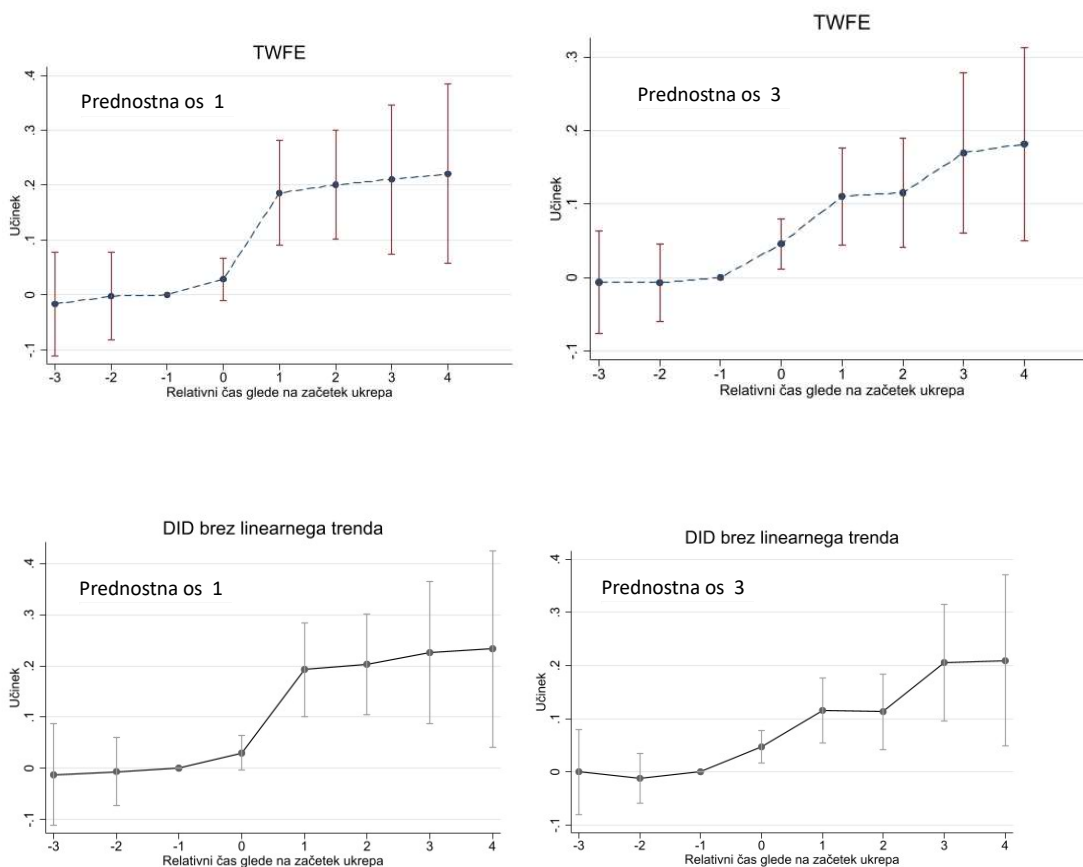 TWFE
Prednostna os 1
Učinek
.4
.3
.2
.1
0
-.1
-3 -2 -1 0 1 2 3 4
Relativni čas glede na začetek ukrepa
TWFE
Prednostna os 3
Učinek
.3
.2
.1
0
-.1
-3 -2 -1 0 1 2 3 4
Relativni čas glede na začetek ukrepa
DID brez linearnega trenda
Prednostna os 1
Učinek
.4
.3
.2
.1
0
-.1
-3 -2 -1 0 1 2 3 4
Relativni čas glede na začetek ukrepa
DID brez linearnega trenda
Prednostna os 3
Učinek
.4
.3
.2
.1
0
-.1
-3 -2 -1 0 1 2 3 4
Relativni čas glede na začetek ukrepa